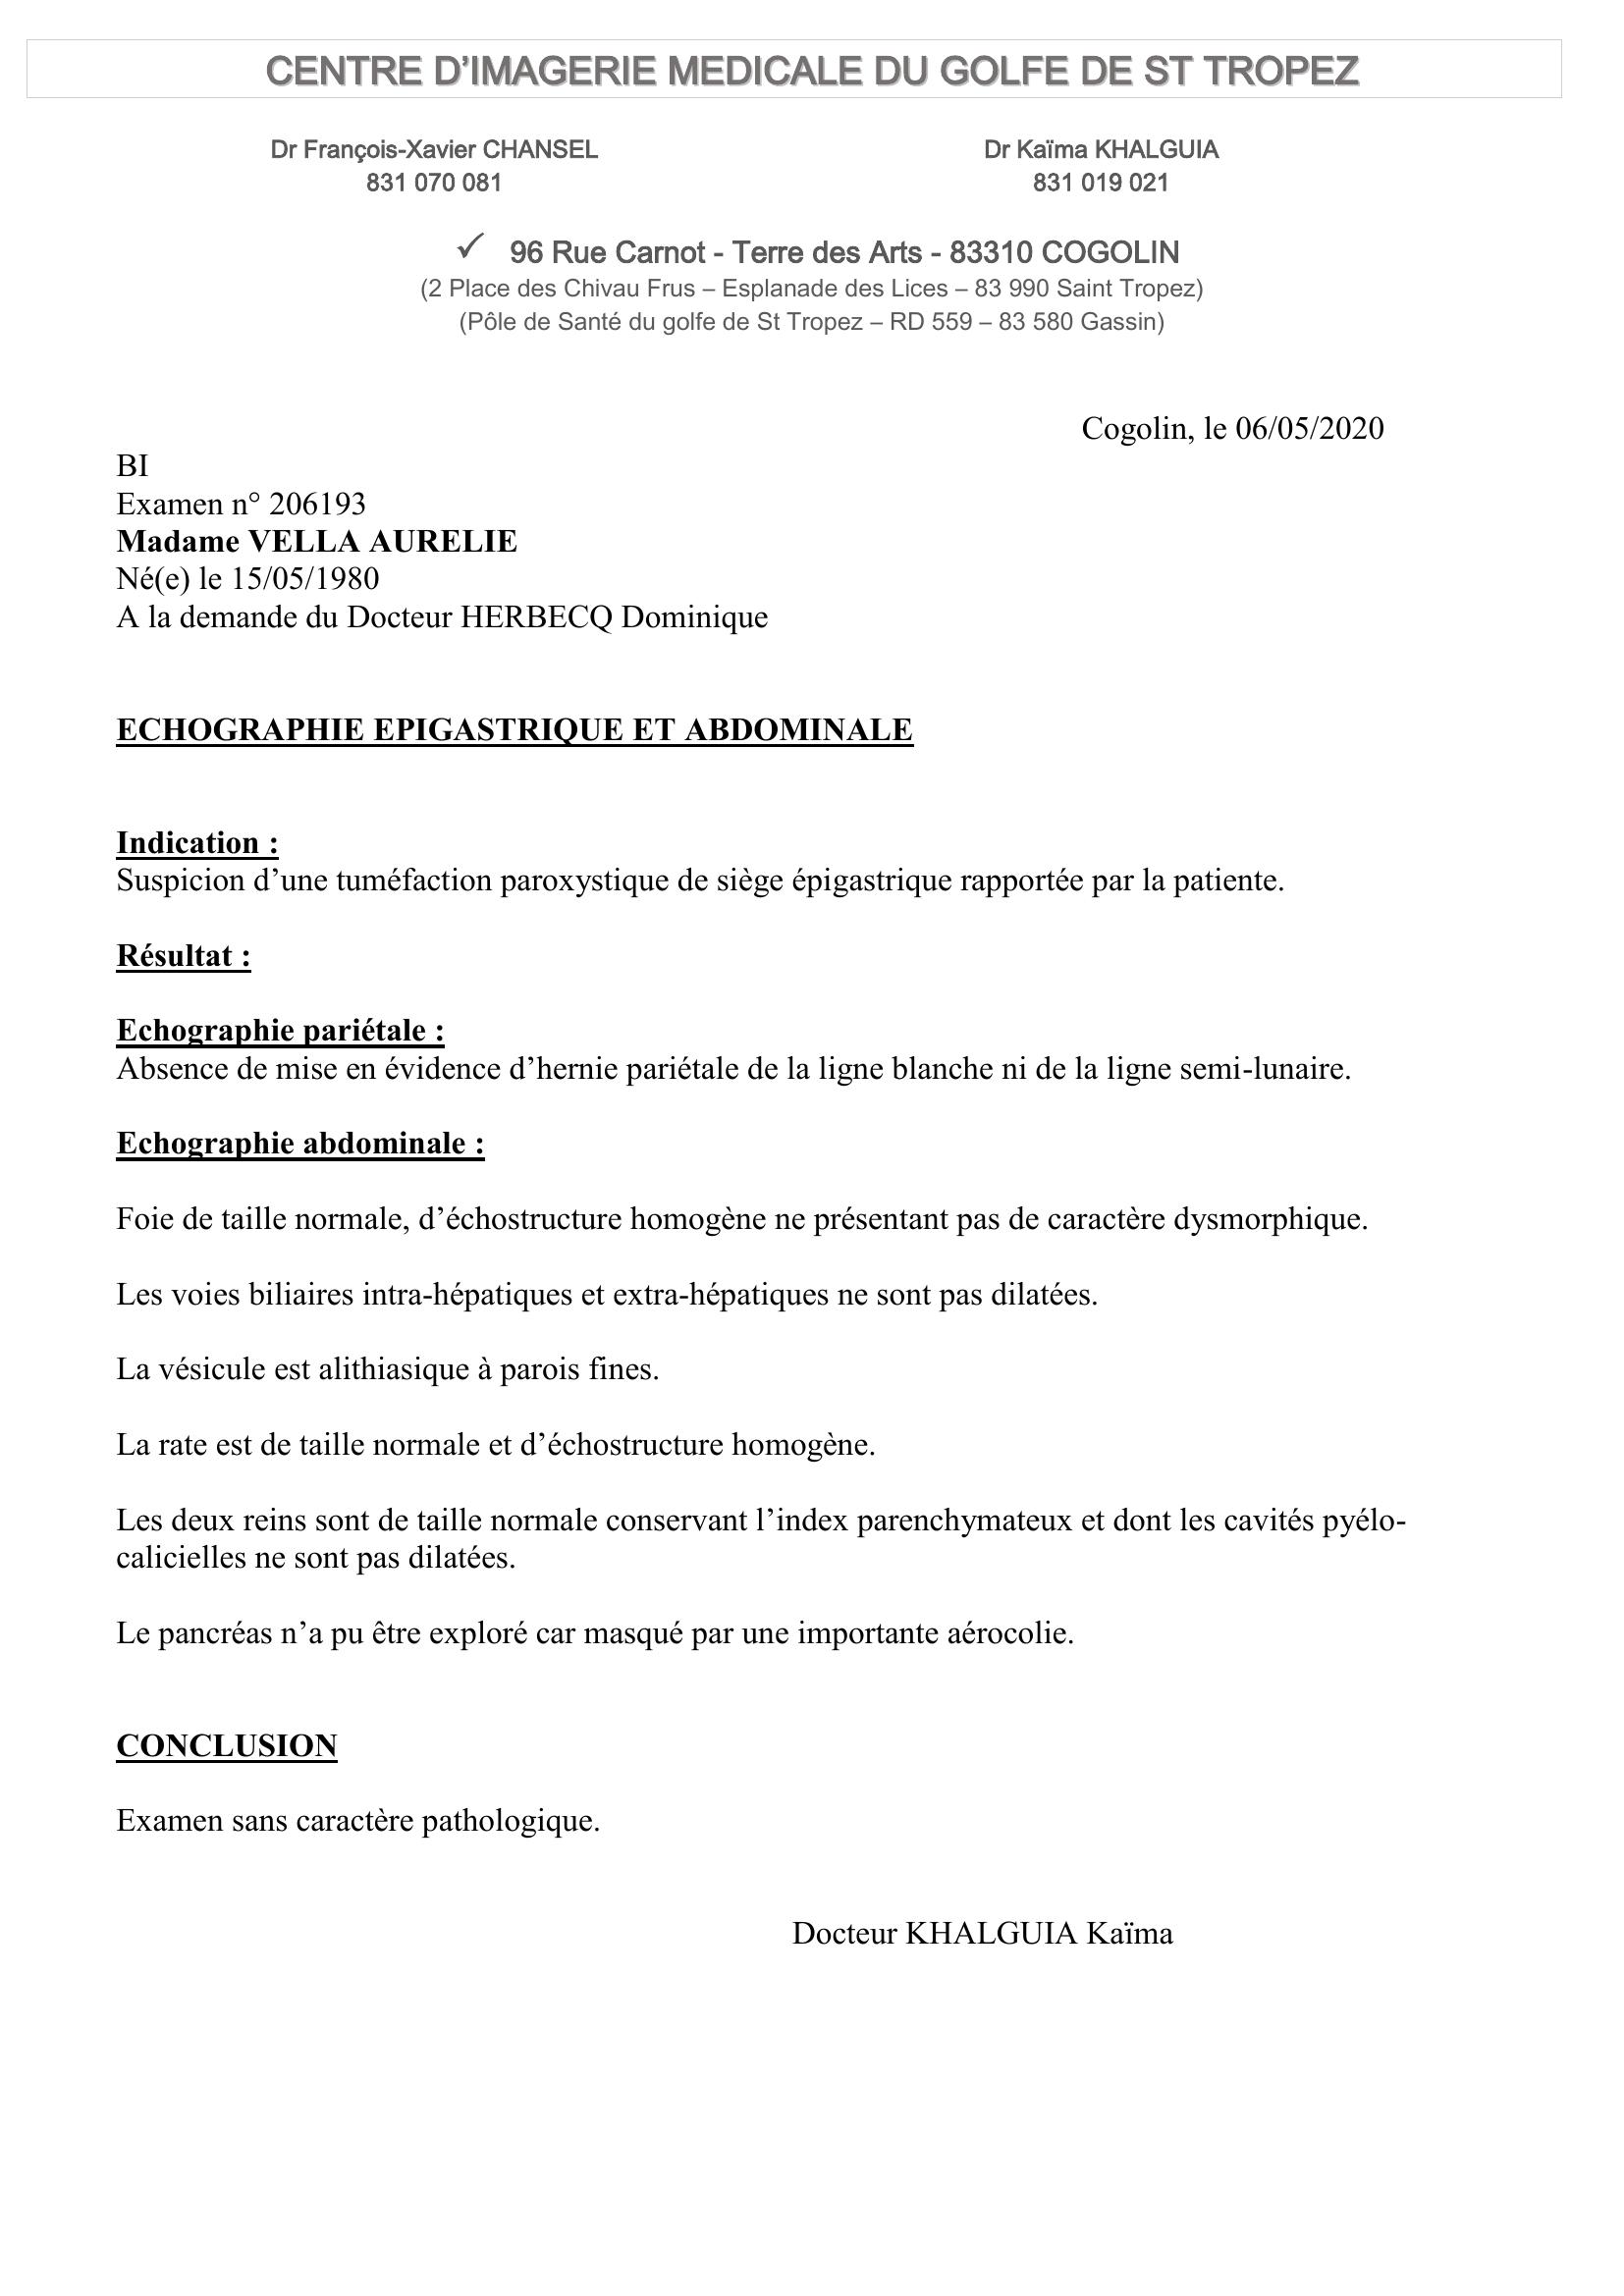 CENTRE D’IMAGERIE MEDICALE DU GOLFE DE ST TROPEZ
Dr François-Xavier CHANSEL
831 070 081
Dr Kaïma KHALGUIA
831 019 021
✓ 96 Rue Carnot - Terre des Arts - 83310 COGOLIN
(2 Place des Chivau Frus – Esplanade des Lices – 83 990 Saint Tropez)
(Pôle de Santé du golfe de St Tropez – RD 559 – 83 580 Gassin)
Cogolin, le 06/05/2020
BI
Examen n° 206193
Madame VELLA AURELIE
Né(e) le 15/05/1980
A la demande du Docteur HERBECQ Dominique
ECHOGRAPHIE EPIGASTRIQUE ET ABDOMINALE
Indication :
Suspicion d’une tuméfaction paroxystique de siège épigastrique rapportée par la patiente.
Résultat :
Echographie pariétale :
Absence de mise en évidence d’hernie pariétale de la ligne blanche ni de la ligne semi-lunaire.
Echographie abdominale :
Foie de taille normale, d’échostructure homogène ne présentant pas de caractère dysmorphique.
Les voies biliaires intra-hépatiques et extra-hépatiques ne sont pas dilatées.
La vésicule est alithiasique à parois fines.
La rate est de taille normale et d’échostructure homogène.
Les deux reins sont de taille normale conservant l’index parenchymateux et dont les cavités pyélo-
calicielles ne sont pas dilatées.
Le pancréas n’a pu être exploré car masqué par une importante aérocolie.
CONCLUSION
Examen sans caractère pathologique.
Docteur KHALGUIA Kaïma